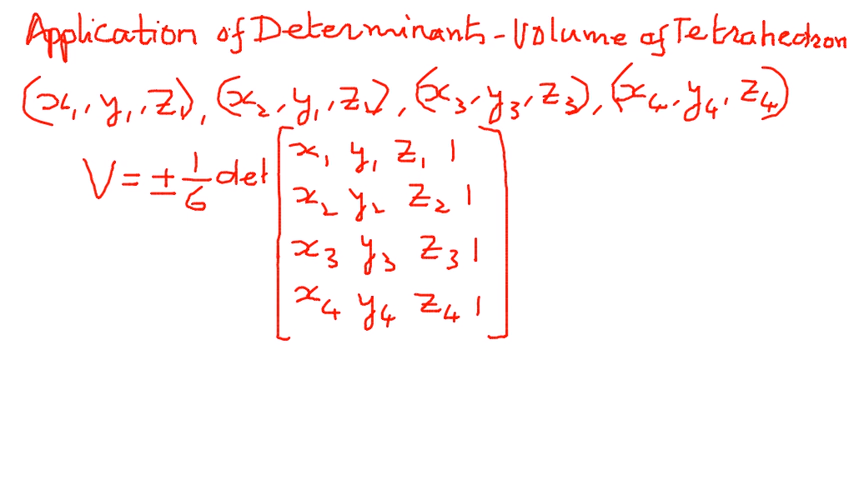 Application of Determinants - Volume of Tetrahedron
(x₁, y₁, z₁), (x₂, y₁, z₁), (x₃, y₃, z₃), (x₄, y₄, z₄)
V = ± 1/6 det [x₁ y₁ z₁ 1
x₂ y₂ z₂ 1
x₃ y₃ z₃ 1
x₄ y₄ z₄ 1]